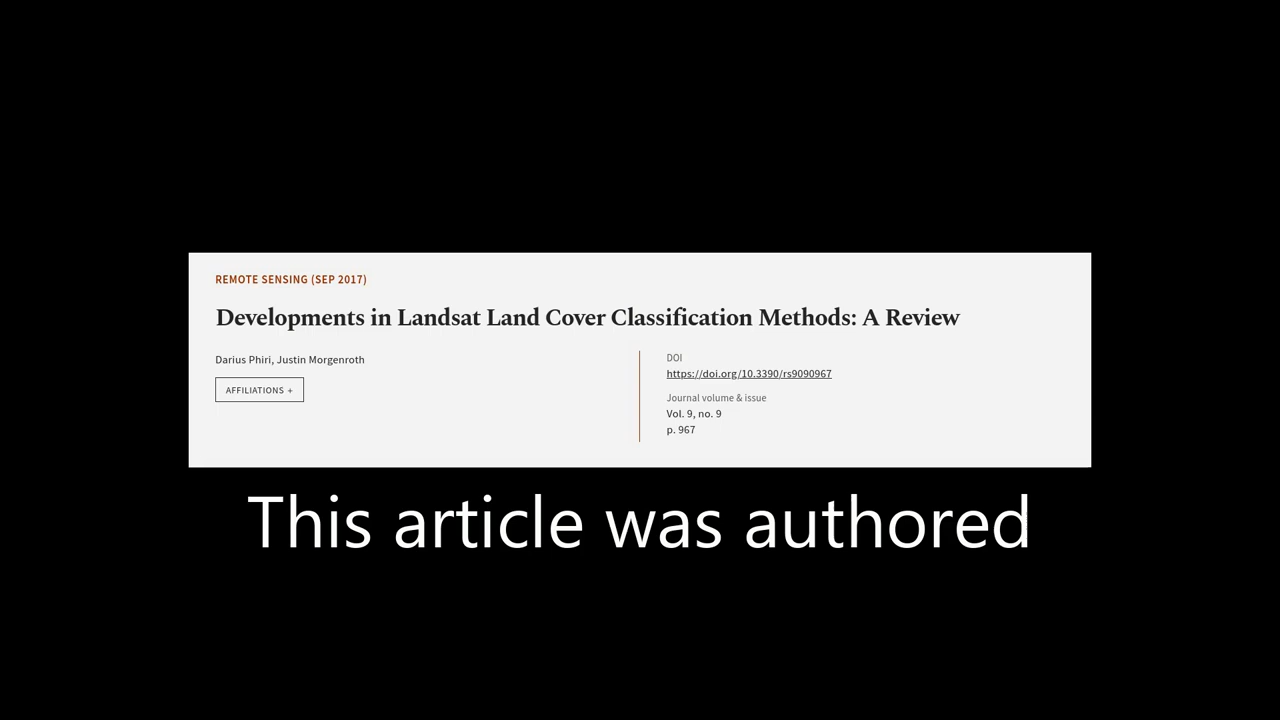 REMOTE SENSING (SEP 2017)
Developments in Landsat Land Cover Classification Methods: A Review
Darius Phiri, Justin Morgenroth
AFFILIATIONS +
DOI
https://doi.org/10.3390/rs9090967
Journal volume & issue
Vol. 9, no. 9
p. 967
This article was authored